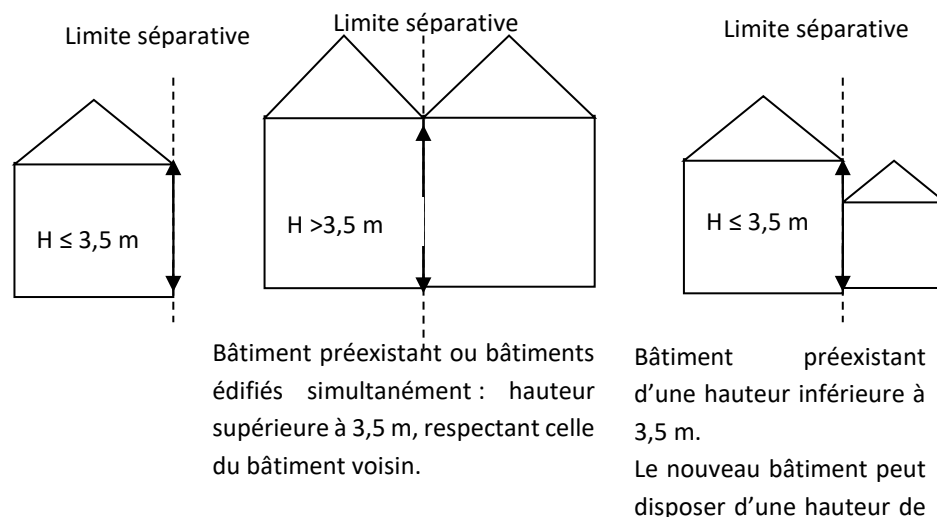 Limite séparative
Limite séparative
Limite séparative
H ≤ 3,5 m
H >3,5 m
H ≤ 3,5 m
Bâtiment préexistant ou bâtiments
édifiés simultanément : hauteur
supérieure à 3,5 m, respectant celle
du bâtiment voisin.
Bâtiment préexistant
d’une hauteur inférieure à
3,5 m.
Le nouveau bâtiment peut
disposer d’une hauteur de